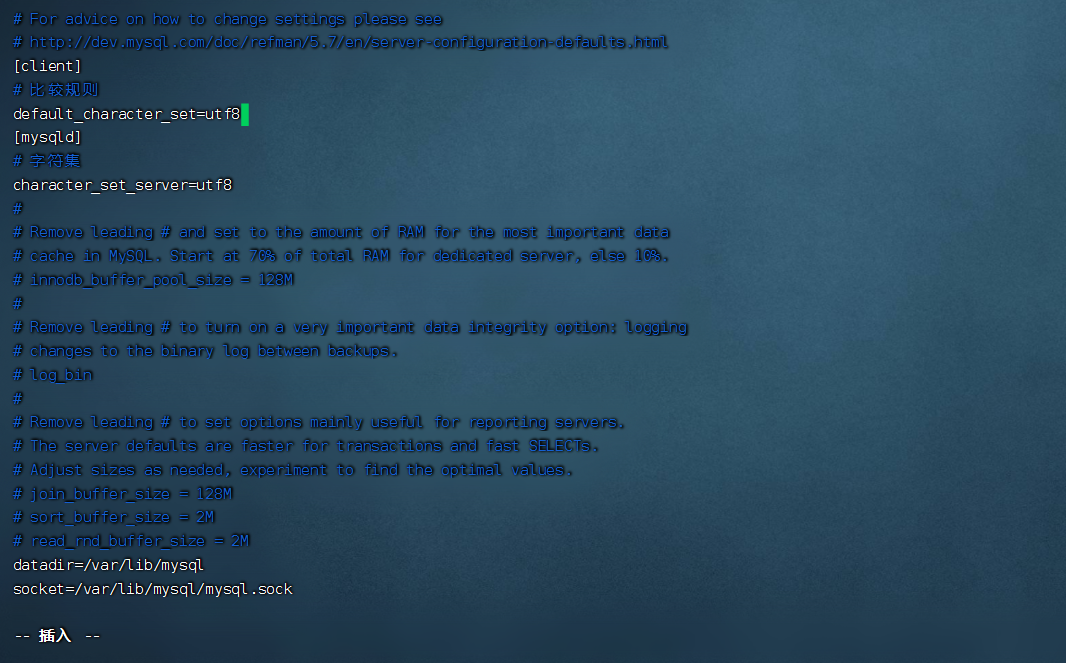 # For advice on how to change settings please see
# http://dev.mysql.com/doc/refman/5.7/en/server-configuration-defaults.html
[client]
# 比较规则
default_character_set=utf8
[mysqld]
# 字符集
character_set_server=utf8
#
# Remove leading # and set to the amount of RAM for the most important data
# cache in MySQL. Start at 70% of total RAM for dedicated server, else 10%.
# innodb_buffer_pool_size = 128M
#
# Remove leading # to turn on a very important data integrity option: logging
# changes to the binary log between backups.
# log_bin
#
# Remove leading # to set options mainly useful for reporting servers.
# The server defaults are faster for transactions and fast SELECTs.
# Adjust sizes as needed, experiment to find the optimal values.
# join_buffer_size = 128M
# sort_buffer_size = 2M
# read_rnd_buffer_size = 2M
datadir=/var/lib/mysql
socket=/var/lib/mysql/mysql.sock
-- 插入 --